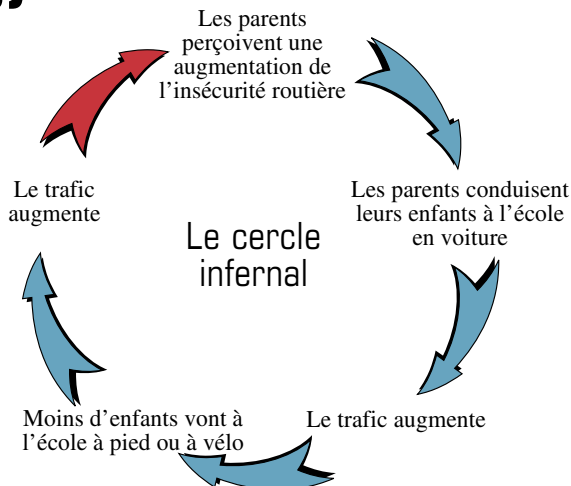 Les parents
perçoivent une
augmentation de
l'insécurité routière
Les parents conduisent
leurs enfants à l'école
en voiture
Le trafic augmente
Moins d'enfants vont à
l'école à pied ou à vélo
Le trafic
augmente
Le cercle
infernal